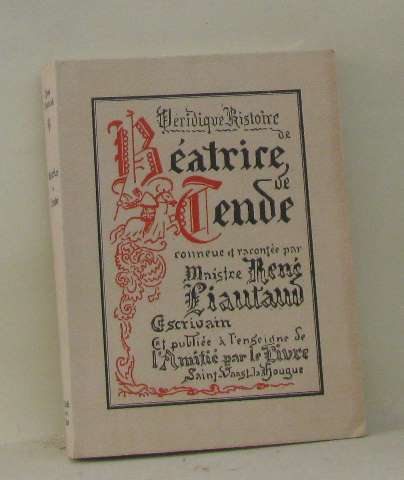 Véridique Histoire
de
Béatrice
de
Tende
conneue et racontée par
Maistre René
Liautaud
Escrivain
Et publiée à l'enseigne de
l'Amitié par le Livre
Saint-Vaast-la-Hougue